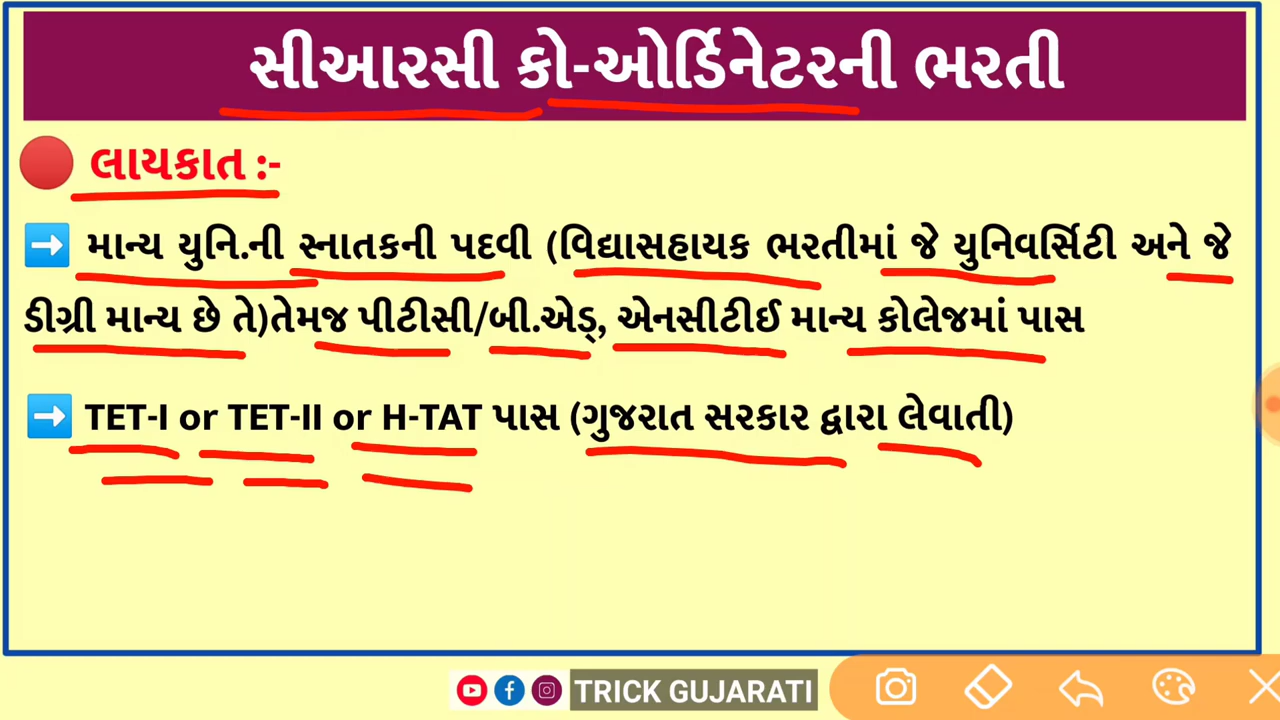 સીઆરસી કો-ઓર્ડિનેટરની ભરતી
લાયકાત :-
માન્ય યુનિ.ની સ્નાતકની પદવી (વિદ્યાસહાયક ભરતીમાં જે યુનિવર્સિટી અને જે
ડીગ્રી માન્ય છે તે)તેમજ પીટીસી/બી.એડ્, એનસીટીઈ માન્ય કોલેજમાં પાસ
TET-I or TET-II or H-TAT પાસ (ગુજરાત સરકાર દ્વારા લેવાતી)
TRICK GUJARATI